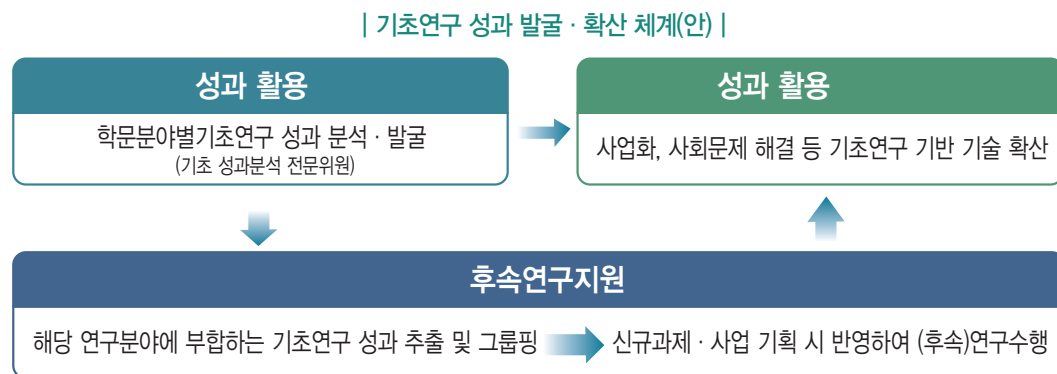 | 기초연구 성과 발굴 · 확산 체계(안) |
성과 활용
학문분야별기초연구 성과 분석 · 발굴
(기초 성과분석 전문위원)
성과 활용
사업화, 사회문제 해결 등 기초연구 기반 기술 확산
후속연구지원
해당 연구분야에 부합하는 기초연구 성과 추출 및 그룹핑
신규과제 · 사업 기획 시 반영하여 (후속)연구수행